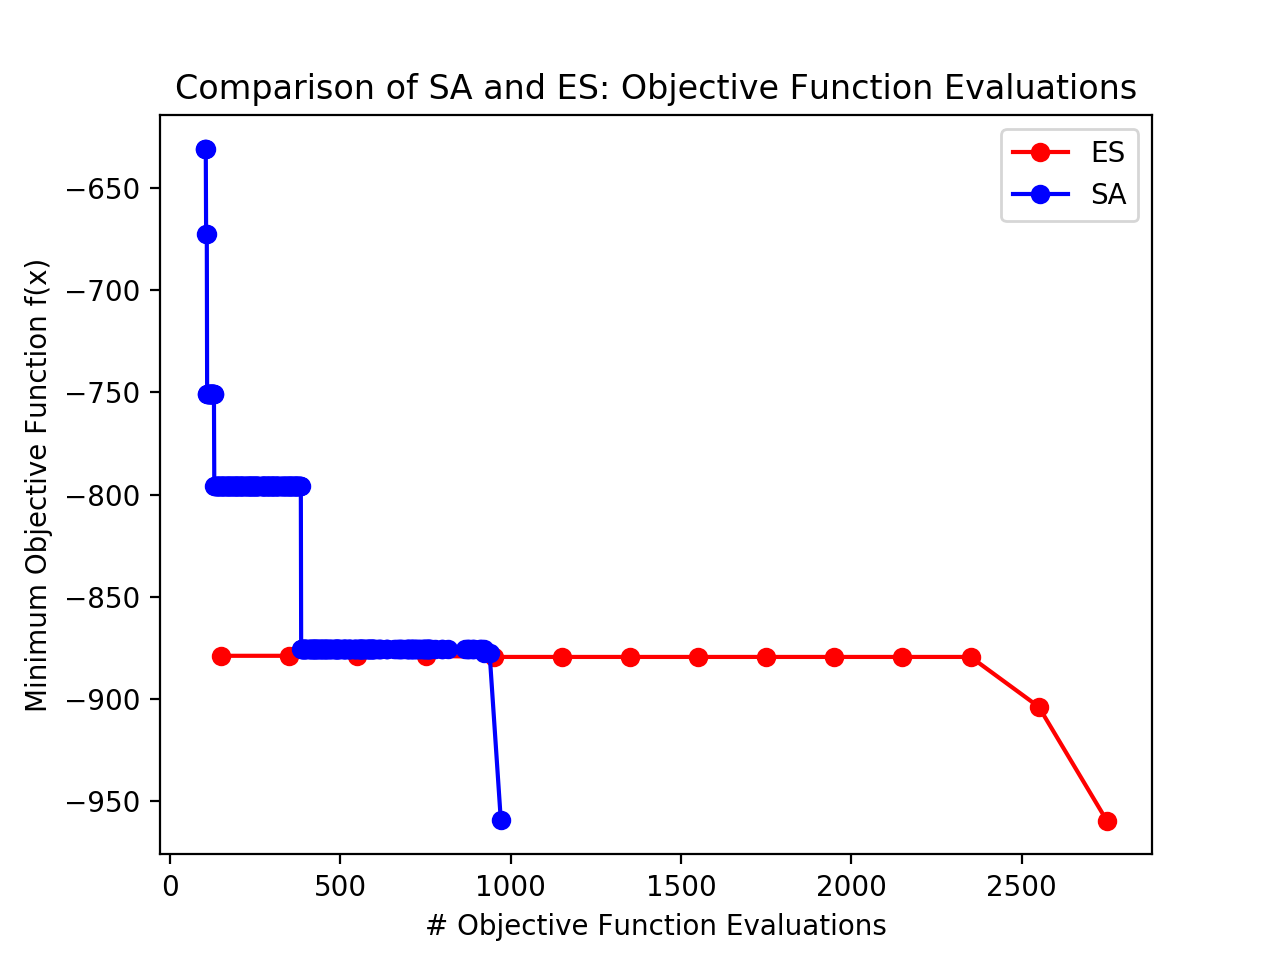 Comparison of SA and ES: Objective Function Evaluations
ES
SA
Minimum Objective Function f(x)
−650
−700
−750
−800
−850
−900
−950
0
500
1000
1500
2000
2500
# Objective Function Evaluations